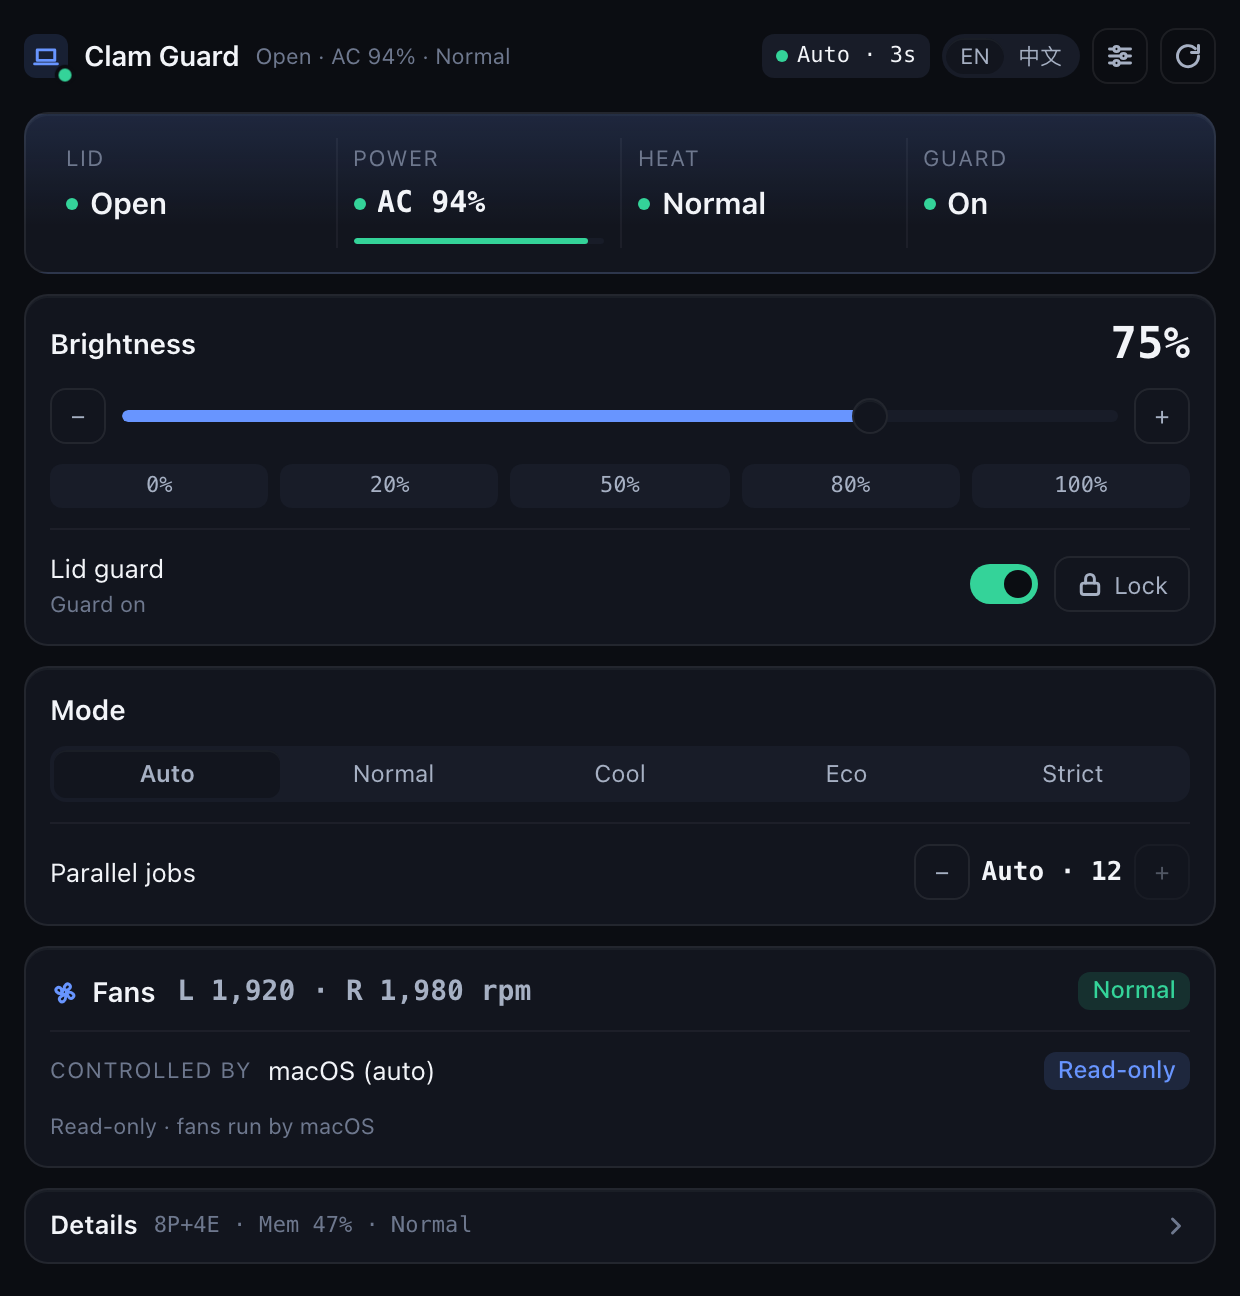 Clam Guard Open · AC 94% · Normal Auto · 3s EN 中文
LID POWER HEAT GUARD
Open AC 94% Normal On
Brightness 75%
− +
0% 20% 50% 80% 100%
Lid guard
Guard on
Lock
Mode
Auto Normal Cool Eco Strict
Parallel jobs − Auto · 12 +
Fans L 1,920 · R 1,980 rpm Normal
CONTROLLED BY macOS (auto) Read-only
Read-only · fans run by macOS
Details 8P+4E · Mem 47% · Normal